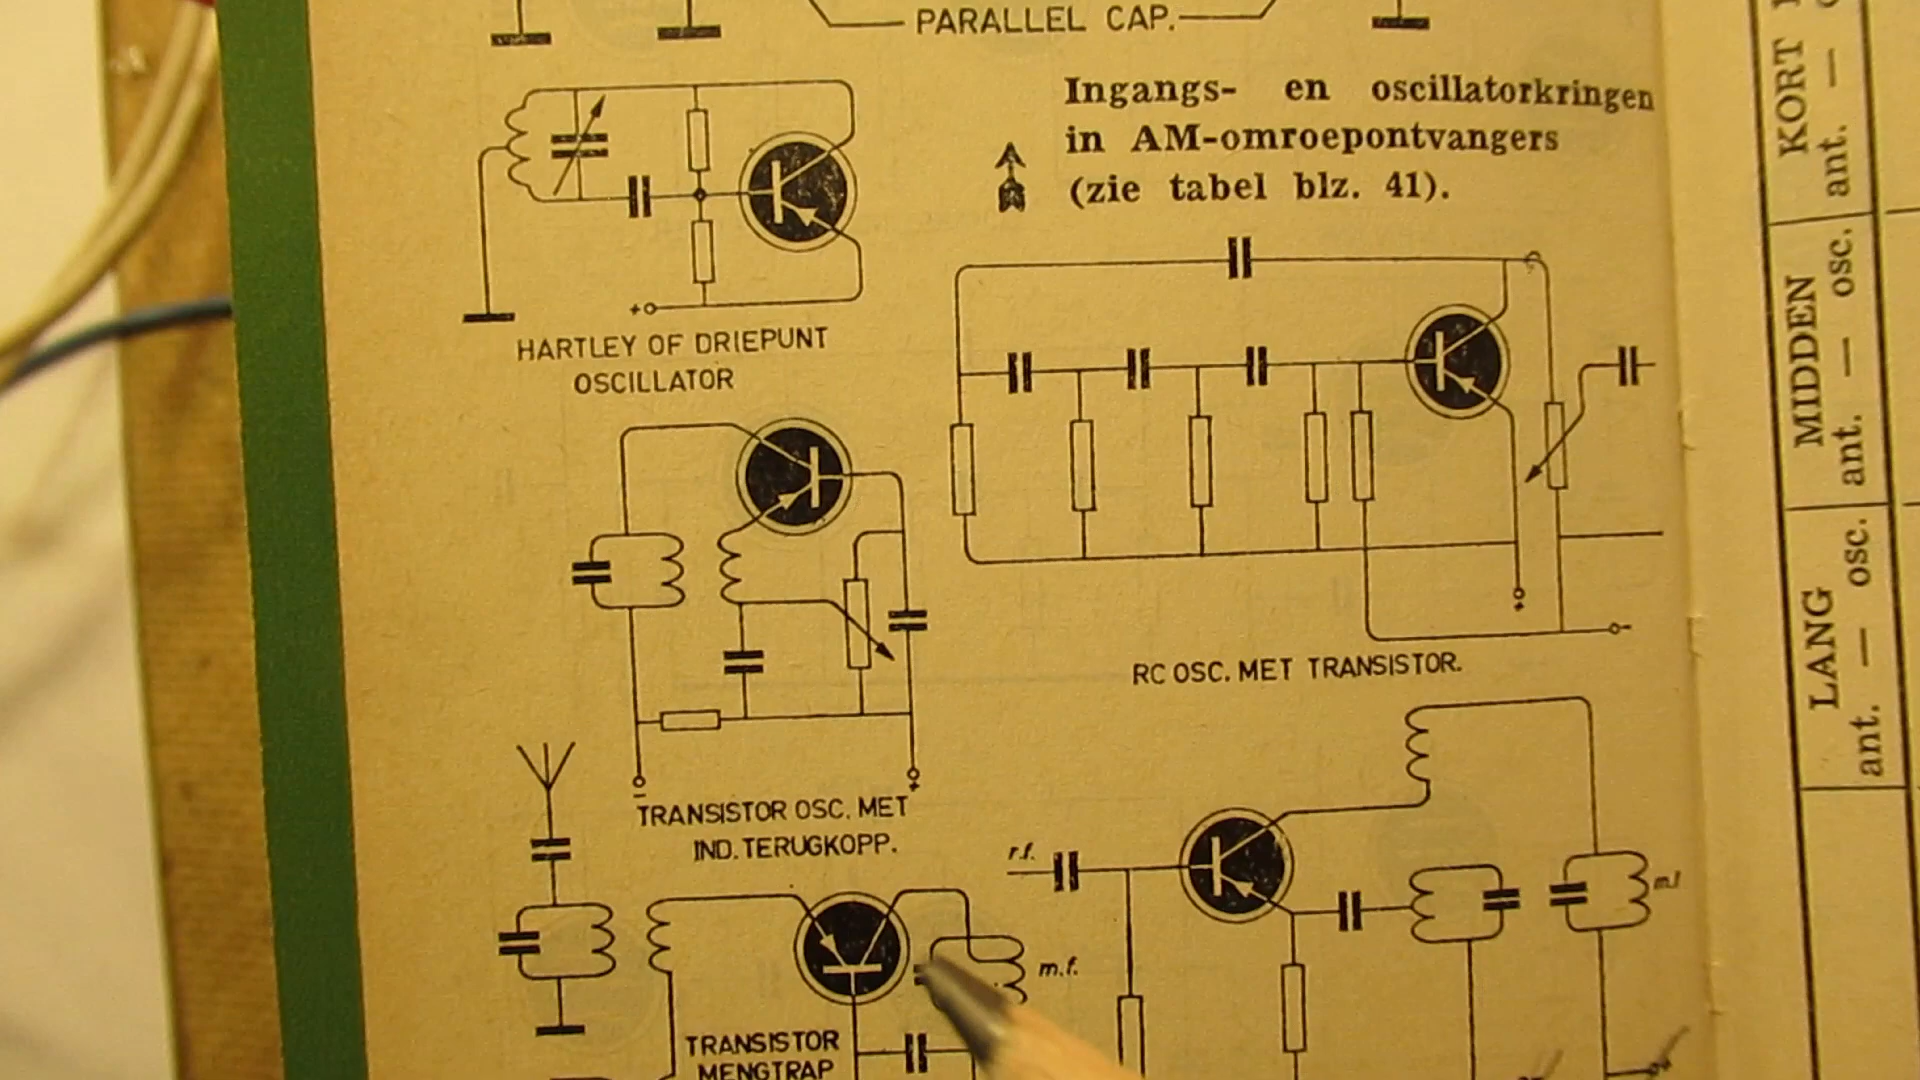 PARALLEL CAP.
Ingangs- en oscillatorkringen
in AM-omroepontvangers
(zie tabel blz. 41).
HARTLEY OF DRIEPUNT
OSCILLATOR
RC OSC. MET TRANSISTOR.
TRANSISTOR OSC. MET
IND. TERUGKOPP.
r.f.
m.f.
TRANSISTOR
MENGTRAP
KORT
ant. —
MIDDEN
ant. — osc.
LANG
ant. — osc.